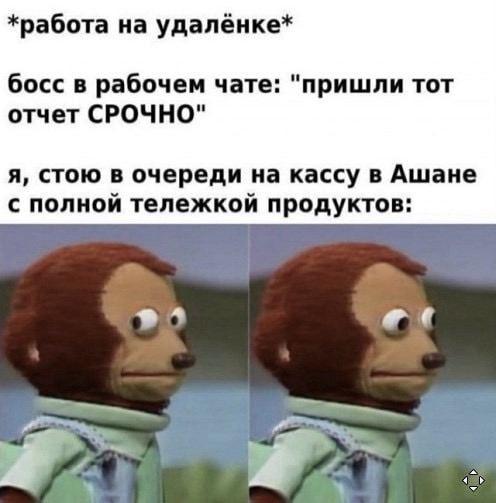 *работа на удалёнке*
босс в рабочем чате: "пришли тот
отчет СРОЧНО"
я, стою в очереди на кассу в Ашане
с полной тележкой продуктов: